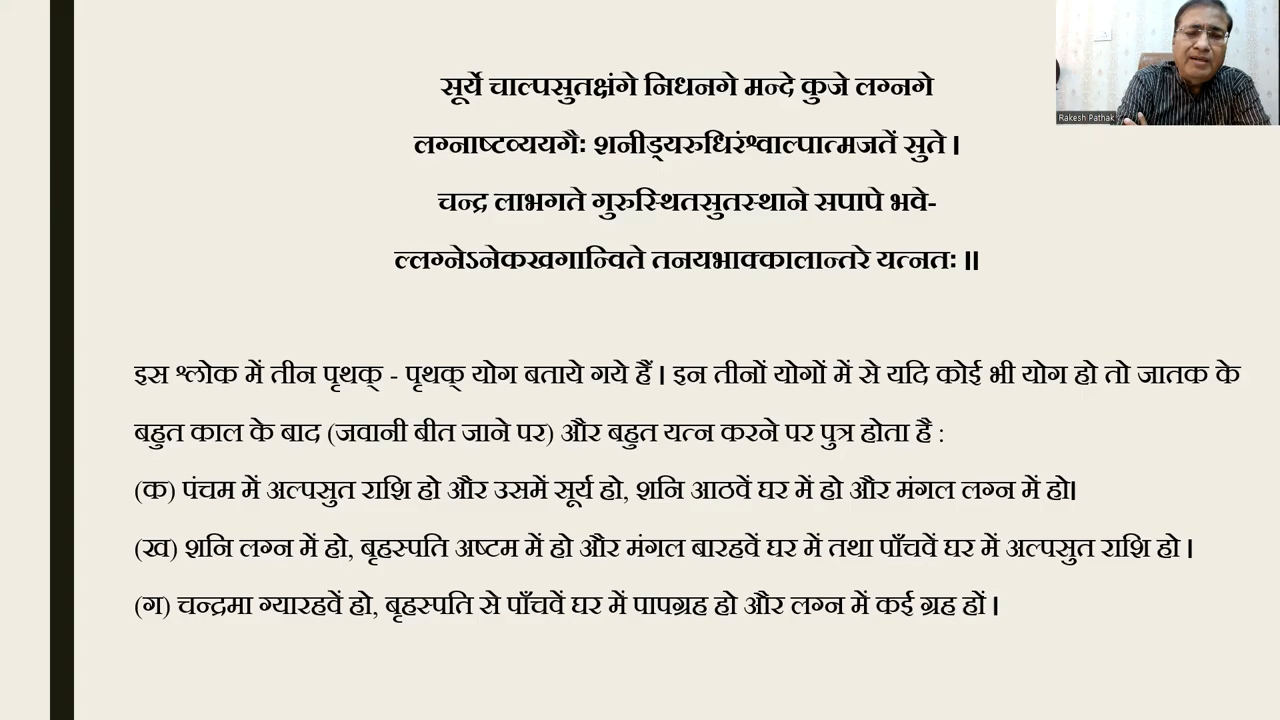 सूर्ये चाल्पसुतक्षंगे निधनगे मन्दे कुजे लग्नगे
लग्नाष्टव्ययगैः शनीड्यरुधिरंश्वाल्पात्मजतें सुते ।
चन्द्र लाभगते गुरुस्थितसुतस्थाने सपापे भवे-
ल्लग्नेऽनेकखगान्विते तनयभाक्कालान्तरे यत्नतः ॥
इस श्लोक में तीन पृथक् - पृथक् योग बताये गये हैं । इन तीनों योगों में से यदि कोई भी योग हो तो जातक के
बहुत काल के बाद (जवानी बीत जाने पर) और बहुत यत्न करने पर पुत्र होता है :
(क) पंचम में अल्पसुत राशि हो और उसमें सूर्य हो, शनि आठवें घर में हो और मंगल लग्न में हो।
(ख) शनि लग्न में हो, बृहस्पति अष्टम में हो और मंगल बारहवें घर में तथा पाँचवें घर में अल्पसुत राशि हो ।
(ग) चन्द्रमा ग्यारहवें हो, बृहस्पति से पाँचवें घर में पापग्रह हो और लग्न में कई ग्रह हों ।
Rakesh Pathak